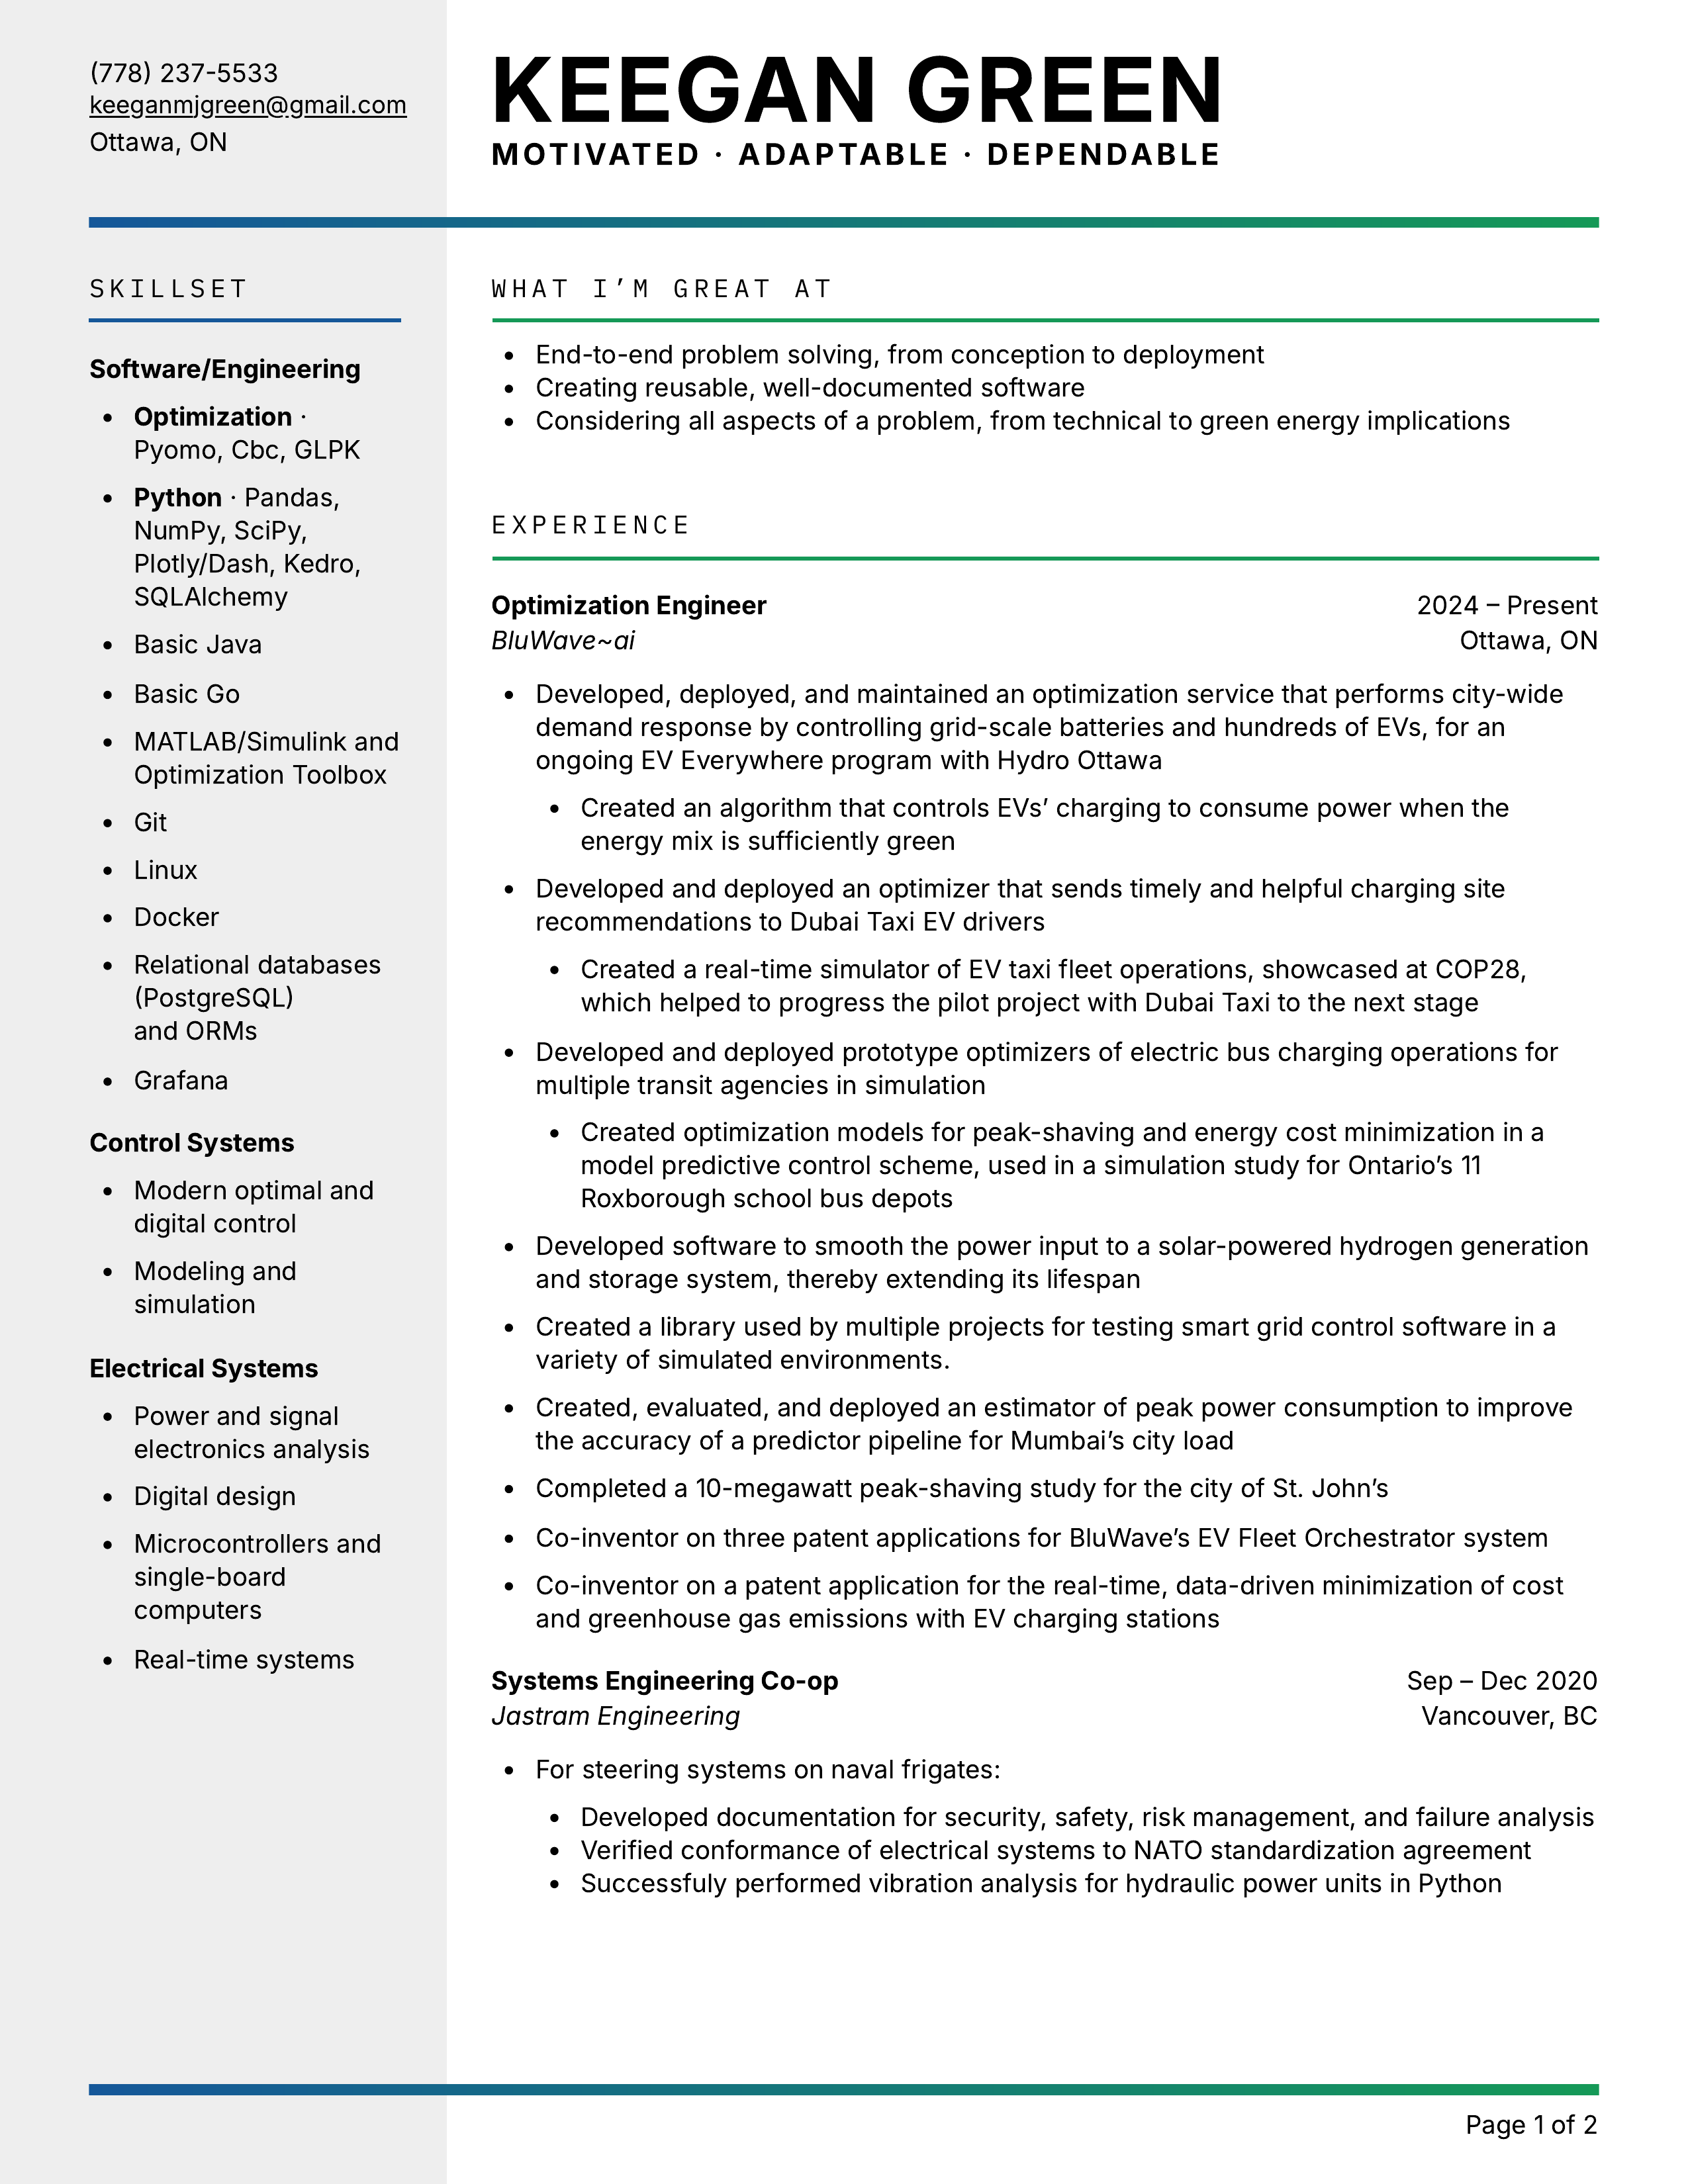 (778) 237-5533
keeganmjgreen@gmail.com
Ottawa, ON
KEEGAN GREEN
MOTIVATED · ADAPTABLE · DEPENDABLE
SKILLSET
Software/Engineering
• Optimization ·
Pyomo, Cbc, GLPK
• Python · Pandas,
NumPy, SciPy,
Plotly/Dash, Kedro,
SQLAlchemy
• Basic Java
• Basic Go
• MATLAB/Simulink and
Optimization Toolbox
• Git
• Linux
• Docker
• Relational databases
(PostgreSQL)
and ORMs
• Grafana
Control Systems
• Modern optimal and
digital control
• Modeling and
simulation
Electrical Systems
• Power and signal
electronics analysis
• Digital design
• Microcontrollers and
single-board
computers
• Real-time systems
WHAT I’M GREAT AT
• End-to-end problem solving, from conception to deployment
• Creating reusable, well-documented software
• Considering all aspects of a problem, from technical to green energy implications
EXPERIENCE
Optimization Engineer 2024 – Present
BluWave~ai Ottawa, ON
• Developed, deployed, and maintained an optimization service that performs city-wide
demand response by controlling grid-scale batteries and hundreds of EVs, for an
ongoing EV Everywhere program with Hydro Ottawa
• Created an algorithm that controls EVs’ charging to consume power when the
energy mix is sufficiently green
• Developed and deployed an optimizer that sends timely and helpful charging site
recommendations to Dubai Taxi EV drivers
• Created a real-time simulator of EV taxi fleet operations, showcased at COP28,
which helped to progress the pilot project with Dubai Taxi to the next stage
• Developed and deployed prototype optimizers of electric bus charging operations for
multiple transit agencies in simulation
• Created optimization models for peak-shaving and energy cost minimization in a
model predictive control scheme, used in a simulation study for Ontario’s 11
Roxborough school bus depots
• Developed software to smooth the power input to a solar-powered hydrogen generation
and storage system, thereby extending its lifespan
• Created a library used by multiple projects for testing smart grid control software in a
variety of simulated environments.
• Created, evaluated, and deployed an estimator of peak power consumption to improve
the accuracy of a predictor pipeline for Mumbai’s city load
• Completed a 10-megawatt peak-shaving study for the city of St. John’s
• Co-inventor on three patent applications for BluWave’s EV Fleet Orchestrator system
• Co-inventor on a patent application for the real-time, data-driven minimization of cost
and greenhouse gas emissions with EV charging stations
Systems Engineering Co-op Sep – Dec 2020
Jastram Engineering Vancouver, BC
• For steering systems on naval frigates:
• Developed documentation for security, safety, risk management, and failure analysis
• Verified conformance of electrical systems to NATO standardization agreement
• Successfuly performed vibration analysis for hydraulic power units in Python
Page 1 of 2